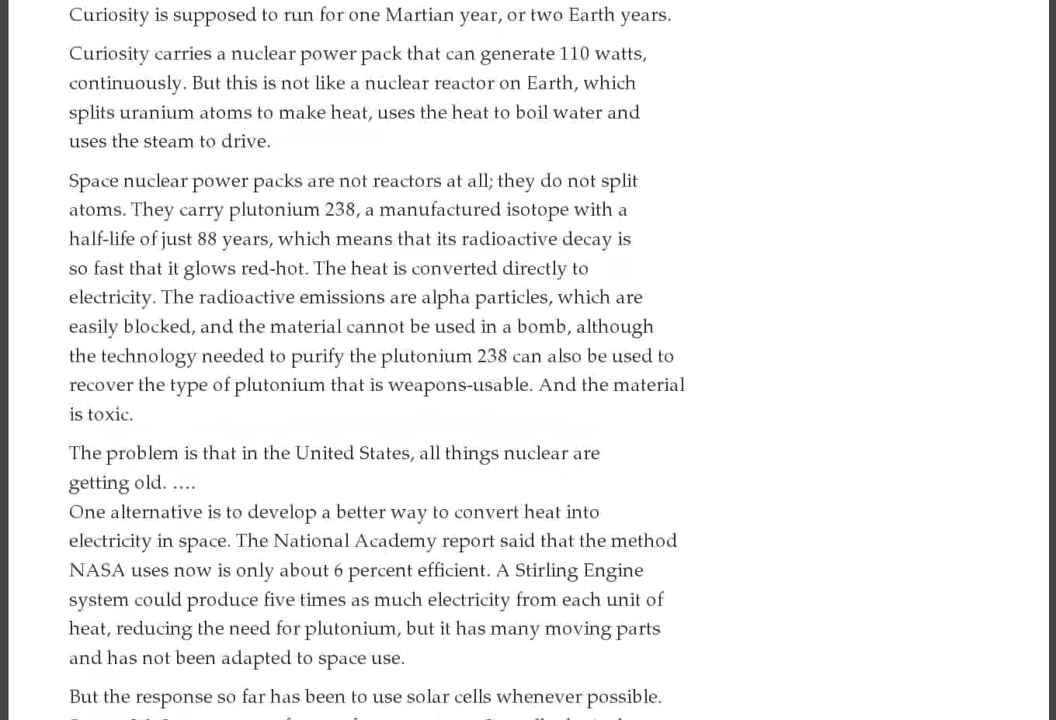 Curiosity is supposed to run for one Martian year, or two Earth years.
Curiosity carries a nuclear power pack that can generate 110 watts,
continuously. But this is not like a nuclear reactor on Earth, which
splits uranium atoms to make heat, uses the heat to boil water and
uses the steam to drive.
Space nuclear power packs are not reactors at all; they do not split
atoms. They carry plutonium 238, a manufactured isotope with a
half-life of just 88 years, which means that its radioactive decay is
so fast that it glows red-hot. The heat is converted directly to
electricity. The radioactive emissions are alpha particles, which are
easily blocked, and the material cannot be used in a bomb, although
the technology needed to purify the plutonium 238 can also be used to
recover the type of plutonium that is weapons-usable. And the material
is toxic.
The problem is that in the United States, all things nuclear are
getting old. ….
One alternative is to develop a better way to convert heat into
electricity in space. The National Academy report said that the method
NASA uses now is only about 6 percent efficient. A Stirling Engine
system could produce five times as much electricity from each unit of
heat, reducing the need for plutonium, but it has many moving parts
and has not been adapted to space use.
But the response so far has been to use solar cells whenever possible.